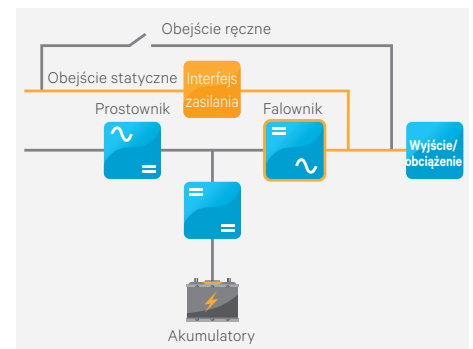 Obejście ręczne
Obejście statyczne
Interfejs
zasilania
Prostownik
Falownik
Wyjście/
obciążenie
Akumulatory